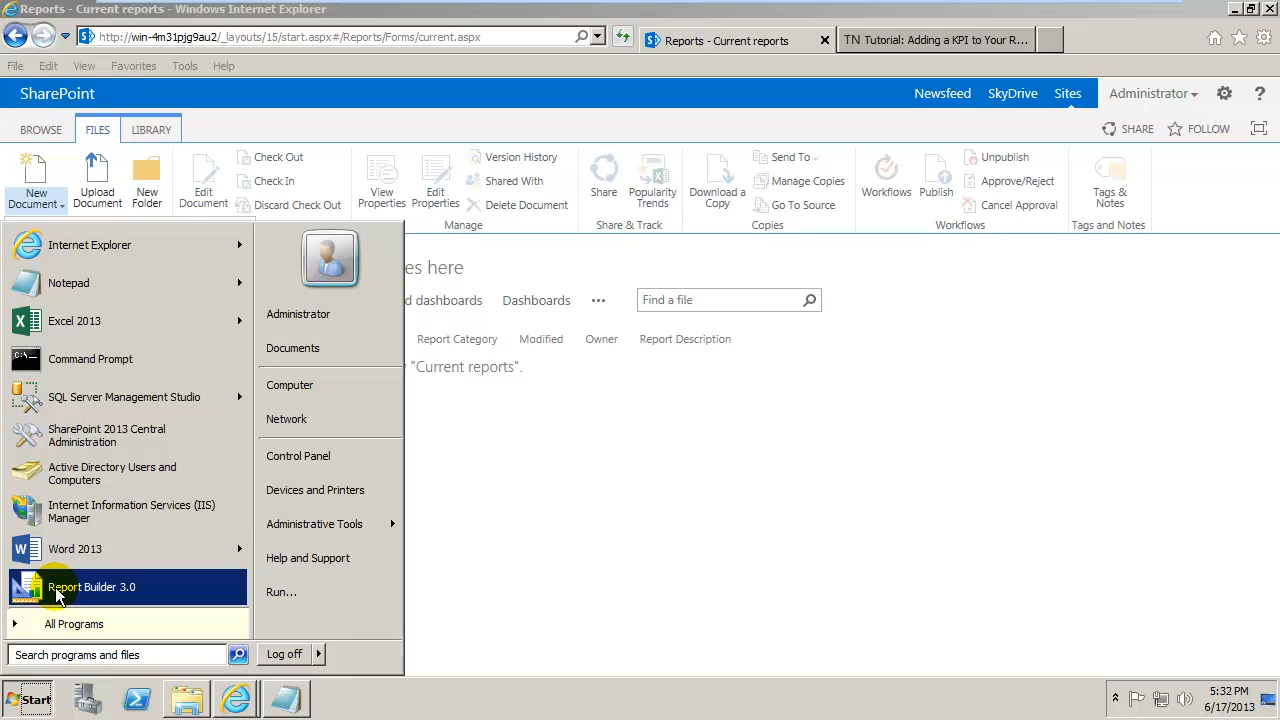 Reports - Current reports - Windows Internet Explorer
http://win-4m31pjg9au2/_layouts/15/start.aspx#/Reports/Forms/current.aspx
Reports - Current reports
TN Tutorial: Adding a KPI to Your R...
File Edit View Favorites Tools Help
SharePoint
Newsfeed SkyDrive Sites Administrator ?
BROWSE FILES LIBRARY
SHARE FOLLOW
New Document
Upload Document
New Folder
Edit Document
Check Out
Check In
Discard Check Out
View Properties
Edit Properties
Version History
Shared With
Delete Document
Manage
Share
Popularity Trends
Share & Track
Download a Copy
Send To
Manage Copies
Go To Source
Copies
Workflows
Publish
Unpublish
Approve/Reject
Cancel Approval
Workflows
Tags & Notes
Tags and Notes
es here
d dashboards Dashboards ••• Find a file
Report Category Modified Owner Report Description
"Current reports".
Internet Explorer
Notepad
Excel 2013
Command Prompt
SQL Server Management Studio
SharePoint 2013 Central
Administration
Active Directory Users and
Computers
Internet Information Services (IIS)
Manager
Word 2013
Report Builder 3.0
All Programs
Search programs and files
Administrator
Documents
Computer
Network
Control Panel
Devices and Printers
Administrative Tools
Help and Support
Run...
Log off
Start
5:32 PM
6/17/2013